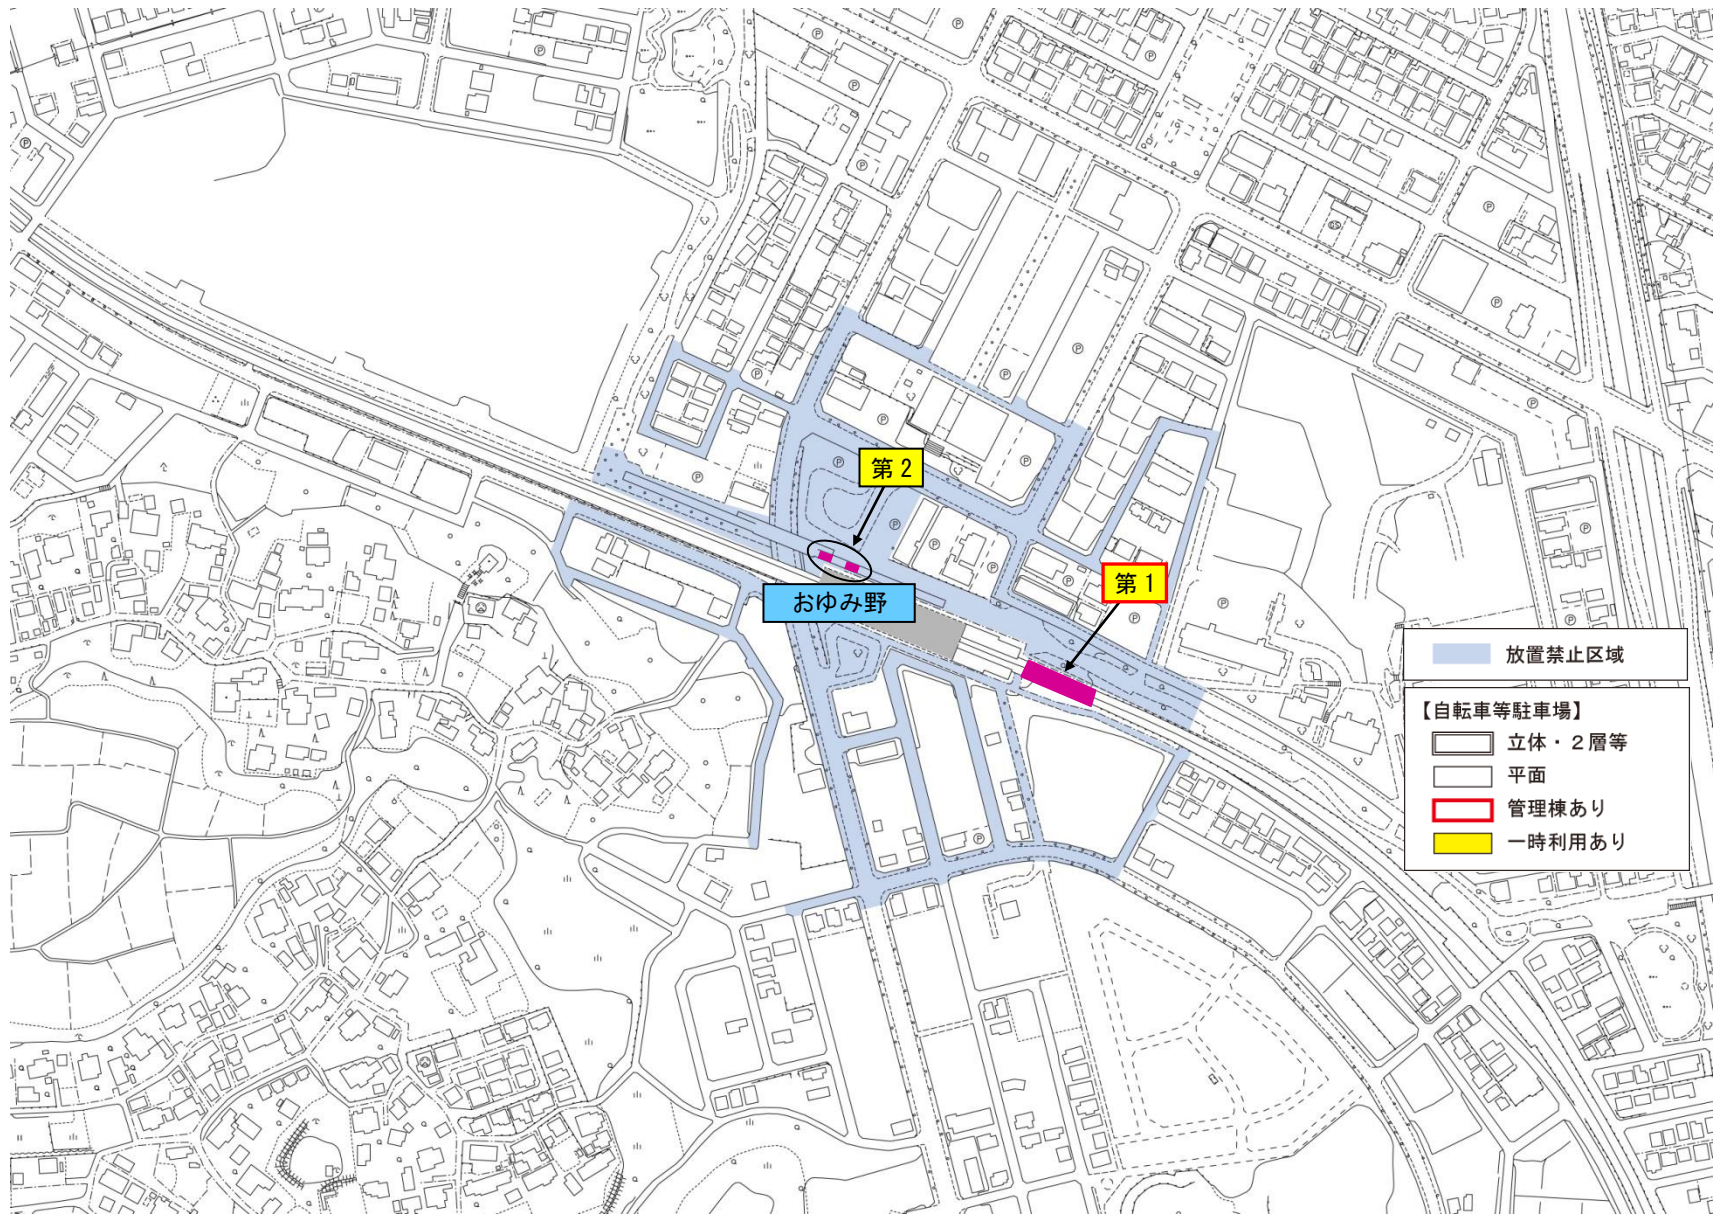 第2
おゆみ野
第1
放置禁止区域
【自転車等駐車場】
立体・2層等
平面
管理棟あり
一時利用あり